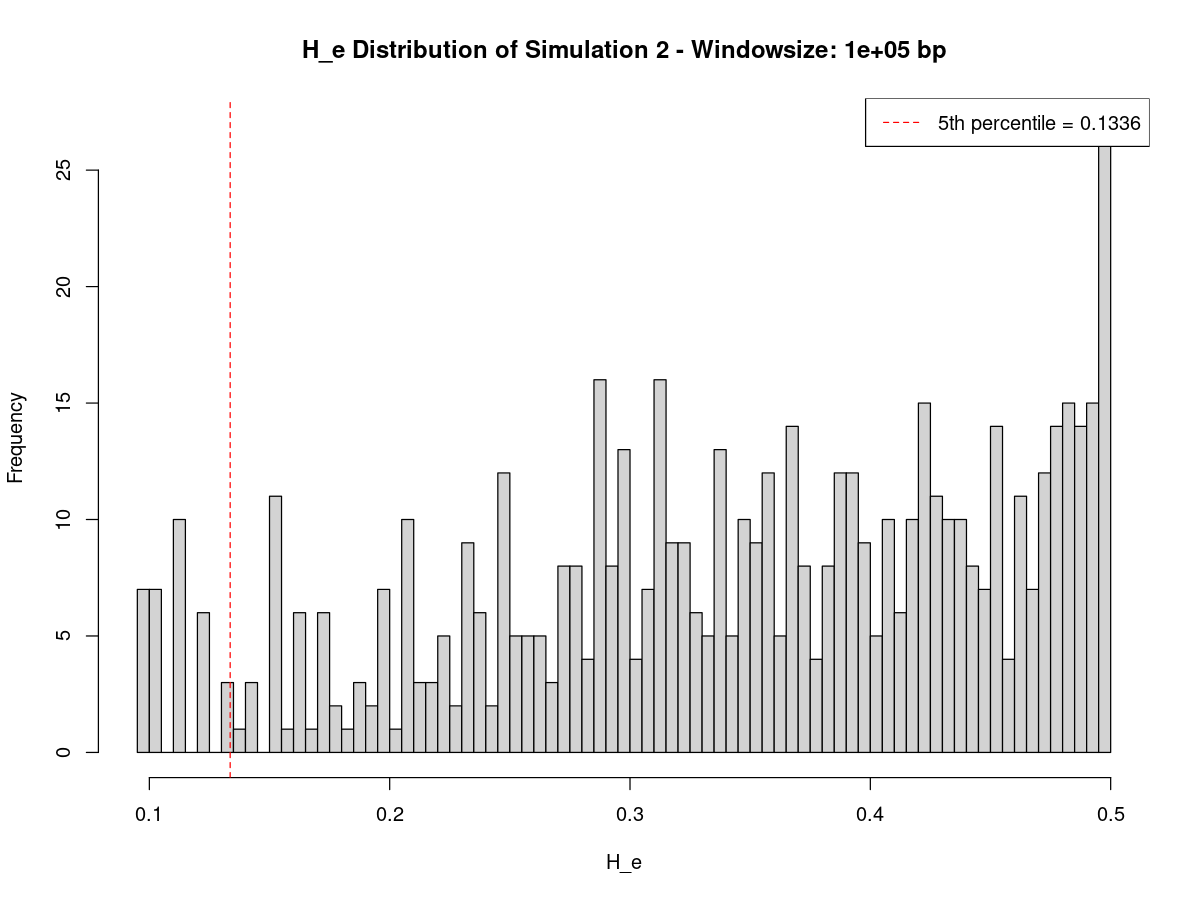 H_e Distribution of Simulation 2 - Windowsize: 1e+05 bp
5th percentile = 0.1336
Frequency
25
20
15
10
5
0
0.1 0.2 0.3 0.4 0.5
H_e